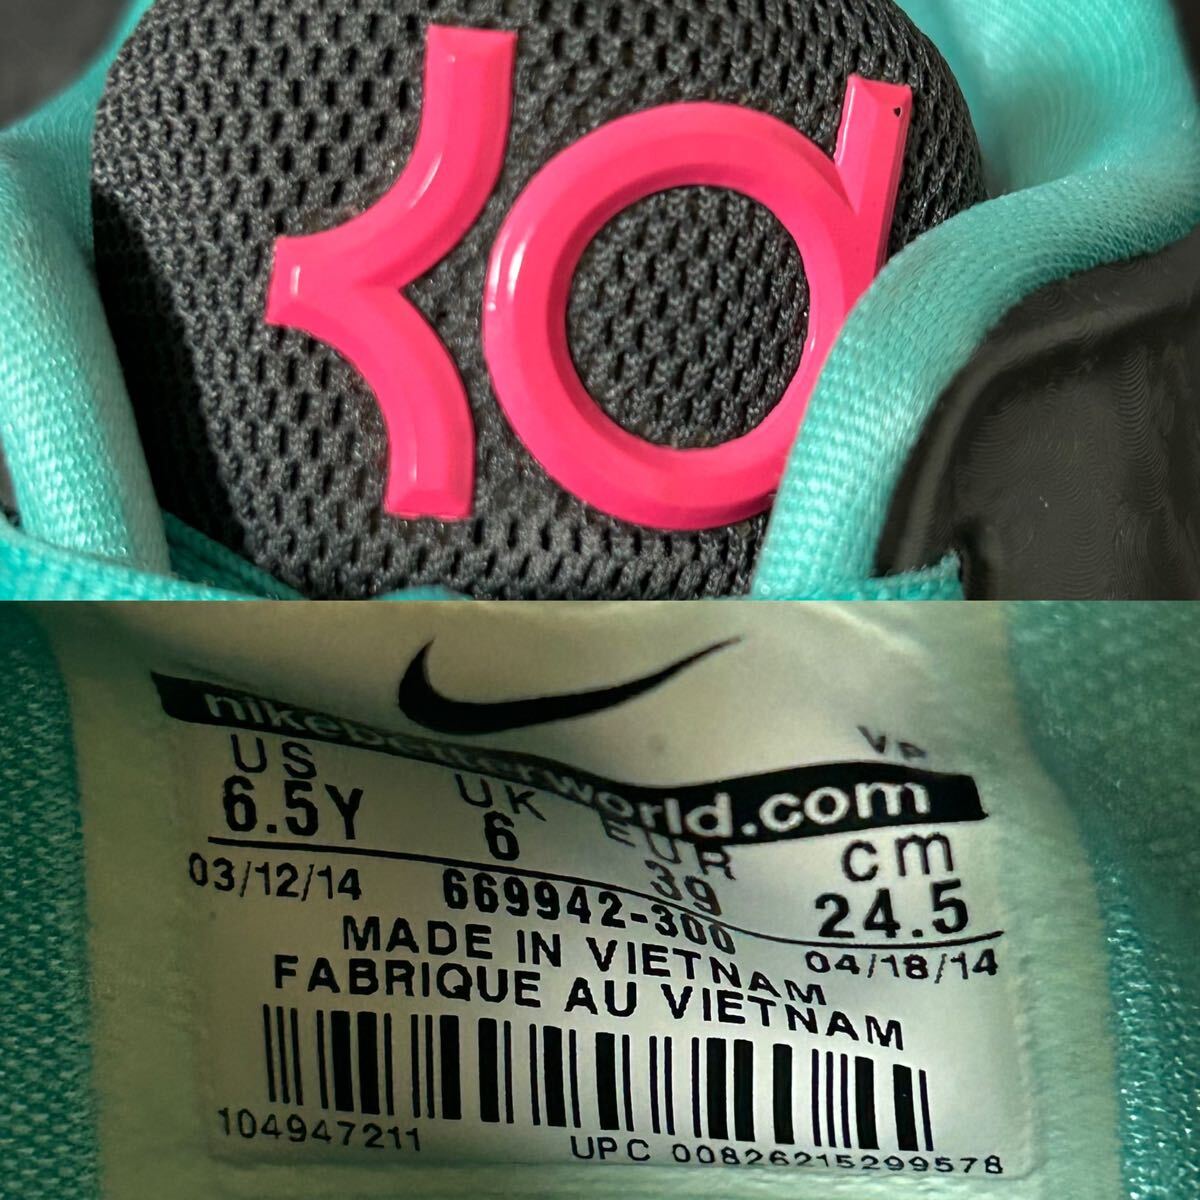 KD
nikebetterworld.com
VP
US UK EUR cm
6.5Y 6 39 24.5
03/12/14 669942-300 04/18/14
MADE IN VIETNAM
FABRIQUE AU VIETNAM
104947211 UPC 00826215299578